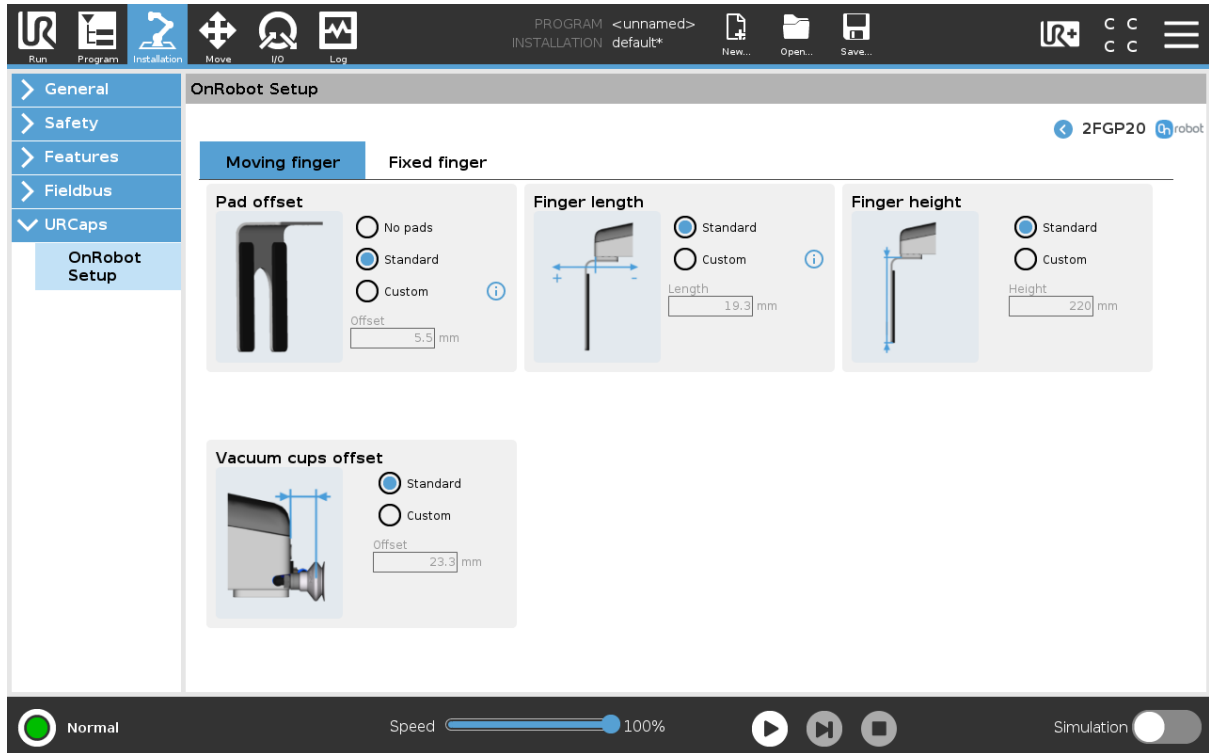 PROGRAM <unnamed>
INSTALLATION default*
Run Program Installation Move I/O Log New... Open... Save...
UR+ C C
C C
General
Safety
Features
Fieldbus
URCaps
OnRobot
Setup
OnRobot Setup
2FGP20 On robot
Moving finger Fixed finger
Pad offset
No pads
Standard
Custom
Offset
5.5 mm
+ -
Finger length
Standard
Custom
Length
19.3 mm
Finger height
Standard
Custom
Height
220 mm
Vacuum cups offset
Standard
Custom
Offset
23.3 mm
Normal Speed 100% Simulation